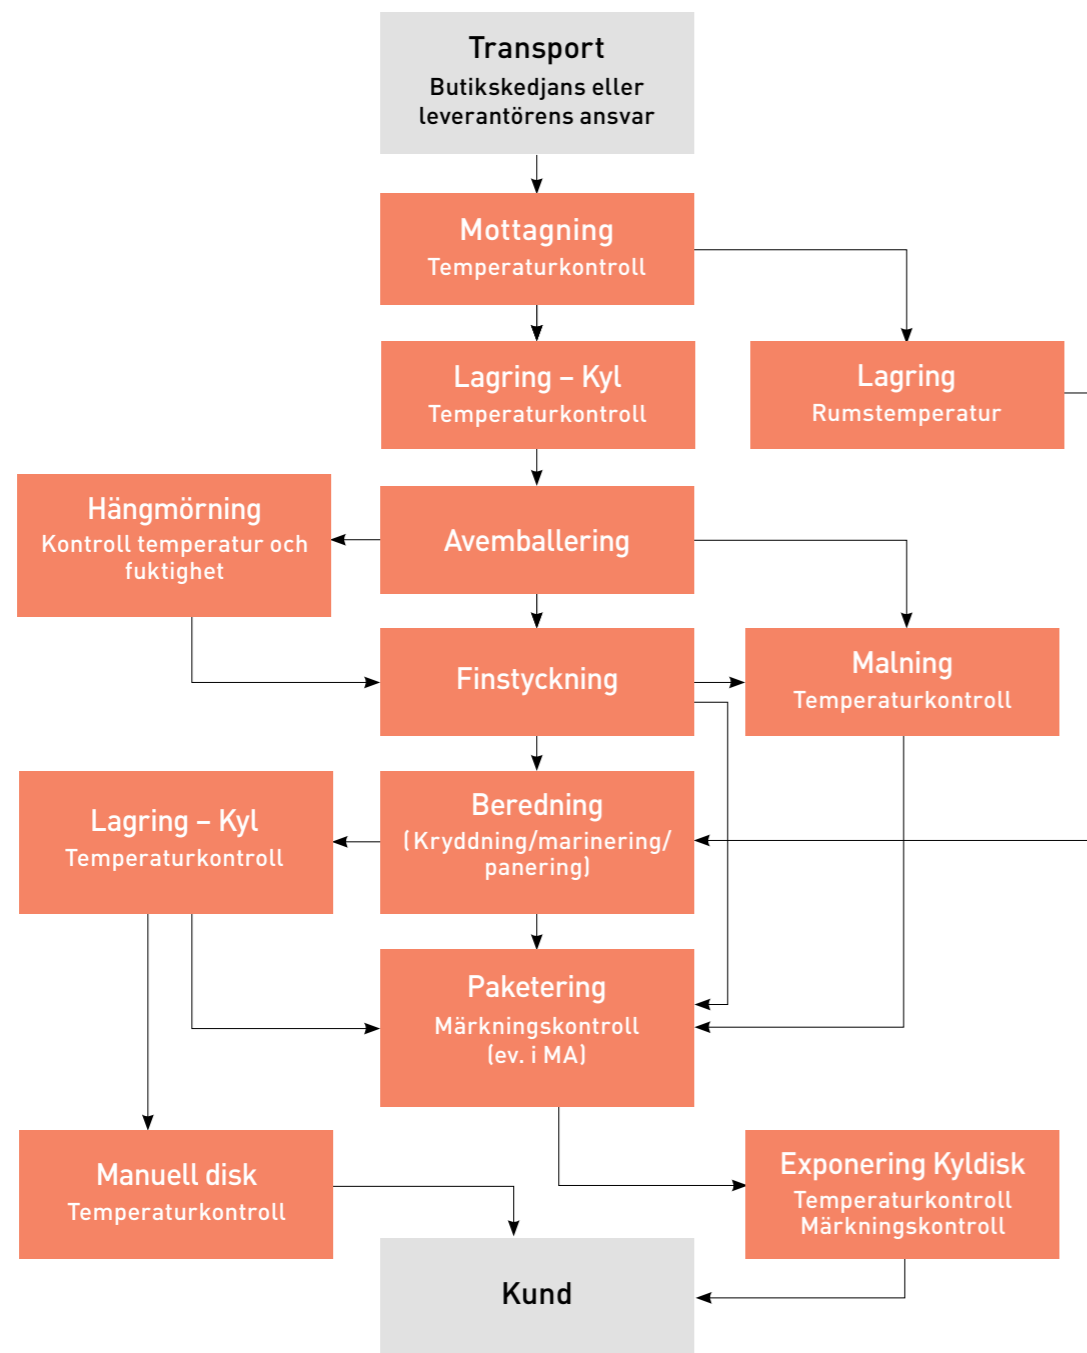 Transport
Butikskedjans eller
leverantörens ansvar
Mottagning
Temperaturkontroll
Lagring – Kyl
Temperaturkontroll
Lagring
Rumstemperatur
Hängmörning
Kontroll temperatur och
fuktighet
Avemballering
Finstyckning
Malning
Temperaturkontroll
Lagring – Kyl
Temperaturkontroll
Beredning
(Kryddning/marinering/
panering)
Paketering
Märkningskontroll
(ev. i MA)
Manuell disk
Temperaturkontroll
Exponering Kyldisk
Temperaturkontroll
Märkningskontroll
Kund